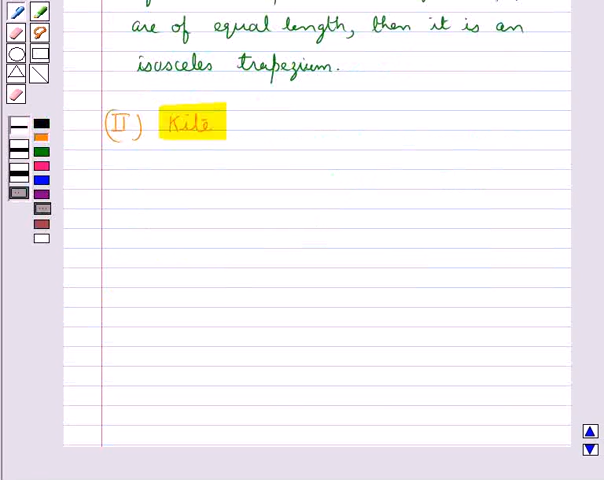 are of equal length, then it is an
isosceles trapezium.
(II) Kite